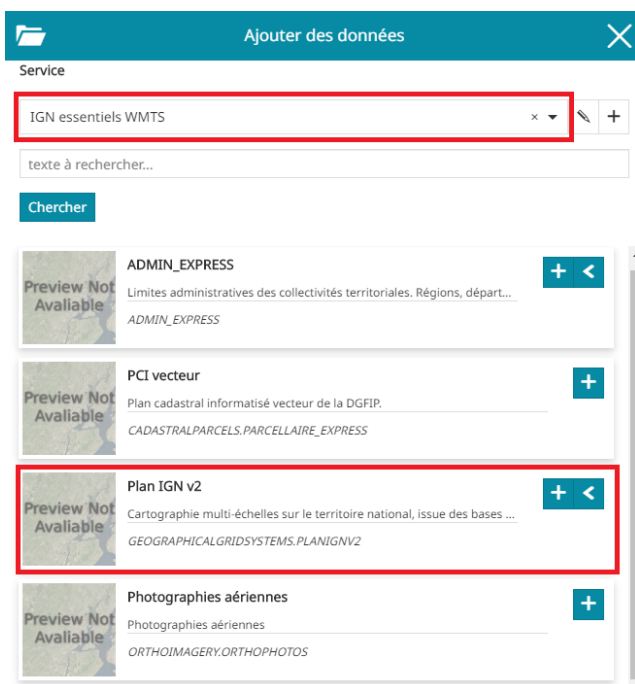 Ajouter des données
Service
IGN essentiels WMTS
texte à rechercher...
Chercher
Preview Not Avaliable
ADMIN_EXPRESS
Limites administratives des collectivités territoriales. Régions, départ...
ADMIN_EXPRESS
Preview Not Avaliable
PCI vecteur
Plan cadastral informatisé vecteur de la DGFIP.
CADASTRALPARCELS.PARCELLAIRE_EXPRESS
Preview Not Avaliable
Plan IGN v2
Cartographie multi-échelles sur le territoire national, issue des bases ...
GEOGRAPHICALGRIDSYSTEMS.PLANIGNV2
Preview Not Avaliable
Photographies aériennes
Photographies aériennes
ORTHOIMAGERY.ORTHOPHOTOS